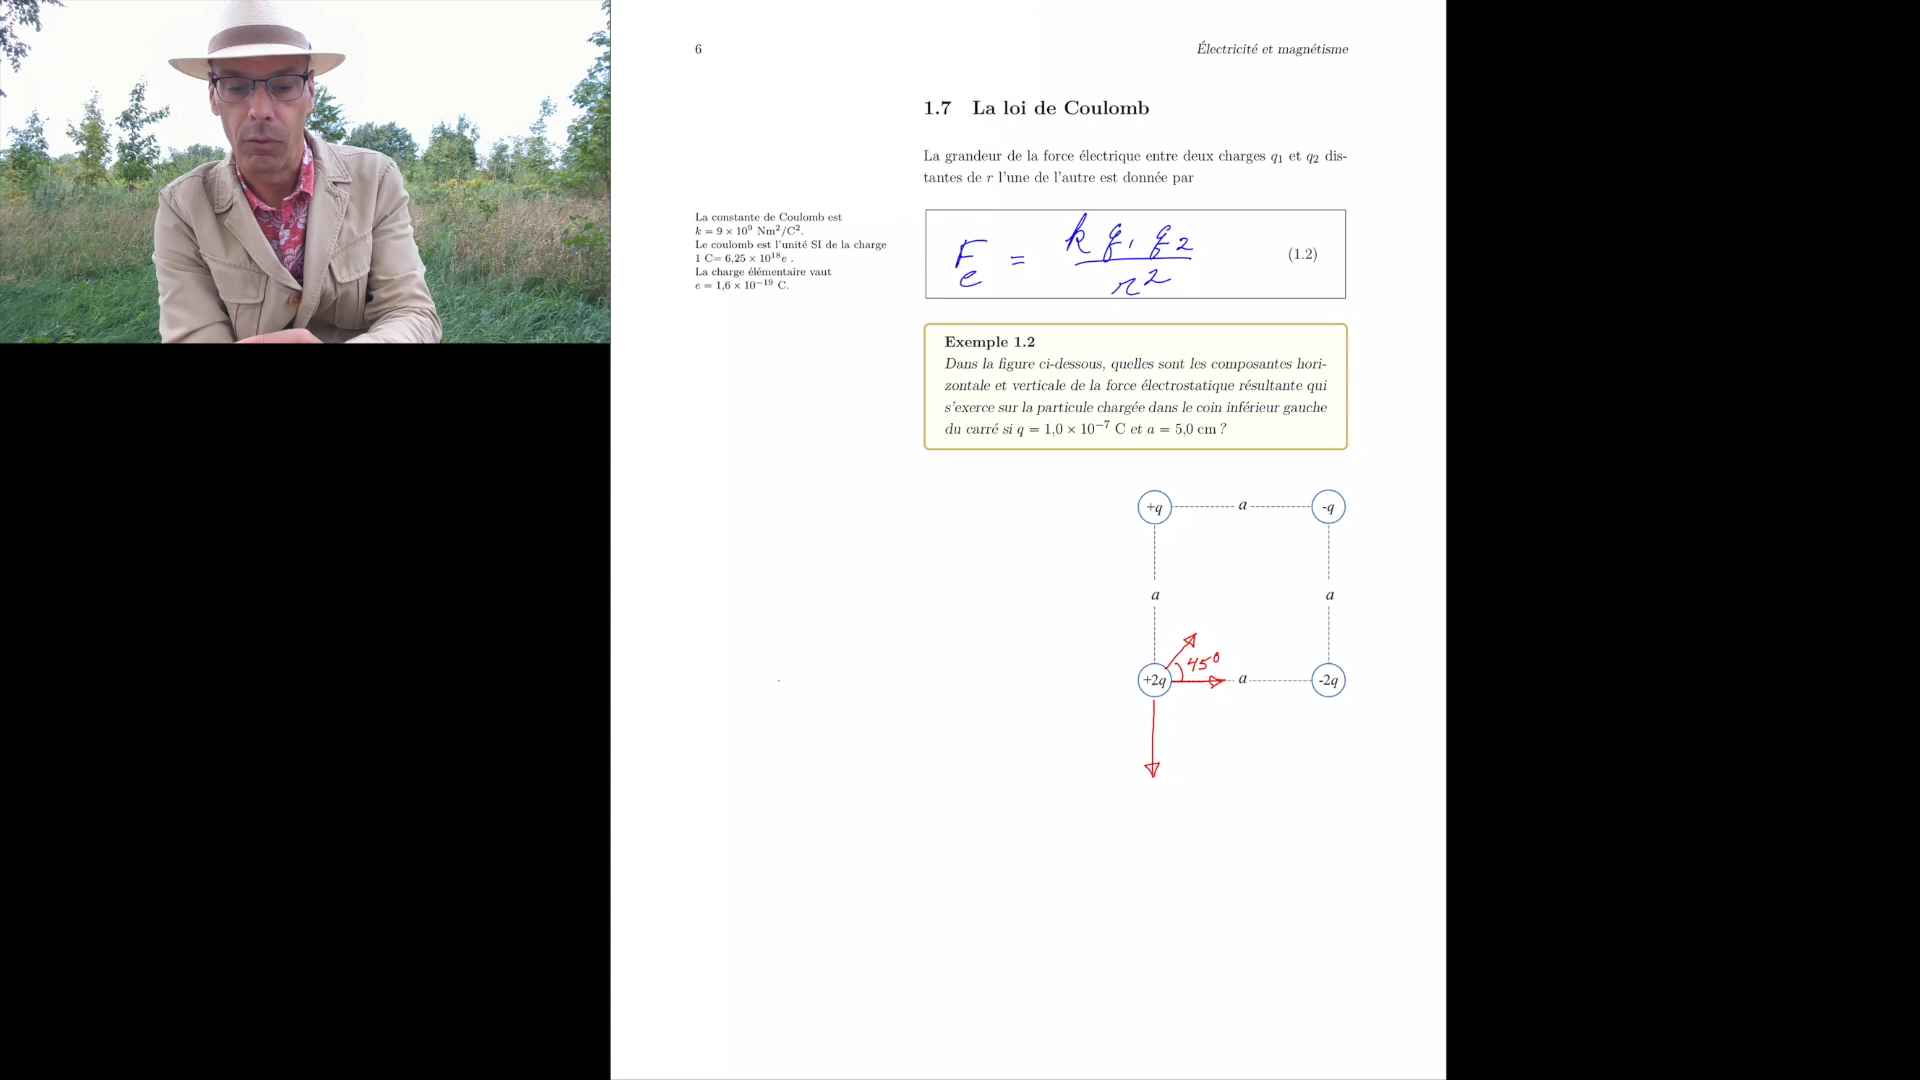 6
Électricité et magnétisme
1.7 La loi de Coulomb
La grandeur de la force électrique entre deux charges q₁ et q₂ dis-
tantes de r l'une de l'autre est donnée par
La constante de Coulomb est
k = 9 × 10⁹ Nm²/C².
Le coulomb est l'unité SI de la charge
1 C= 6,25 × 10¹⁸e .
La charge élémentaire vaut
e = 1,6 × 10⁻¹⁹ C.
Fe = k q₁ q₂ / r²
(1.2)
Exemple 1.2
Dans la figure ci-dessous, quelles sont les composantes hori-
zontale et verticale de la force électrostatique résultante qui
s'exerce sur la particule chargée dans le coin inférieur gauche
du carré si q = 1,0 × 10⁻⁷ C et a = 5,0 cm ?
+q a -q
a a
45°
+2q a -2q